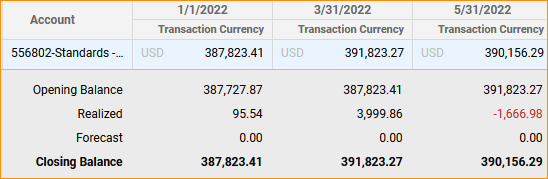 Account 1/1/2022 3/31/2022 5/31/2022
Transaction Currency Transaction Currency Transaction Currency
556802-Standards -... USD 387,823.41 USD 391,823.27 USD 390,156.29
Opening Balance 387,727.87 387,823.41 391,823.27
Realized 95.54 3,999.86 -1,666.98
Forecast 0.00 0.00 0.00
Closing Balance 387,823.41 391,823.27 390,156.29